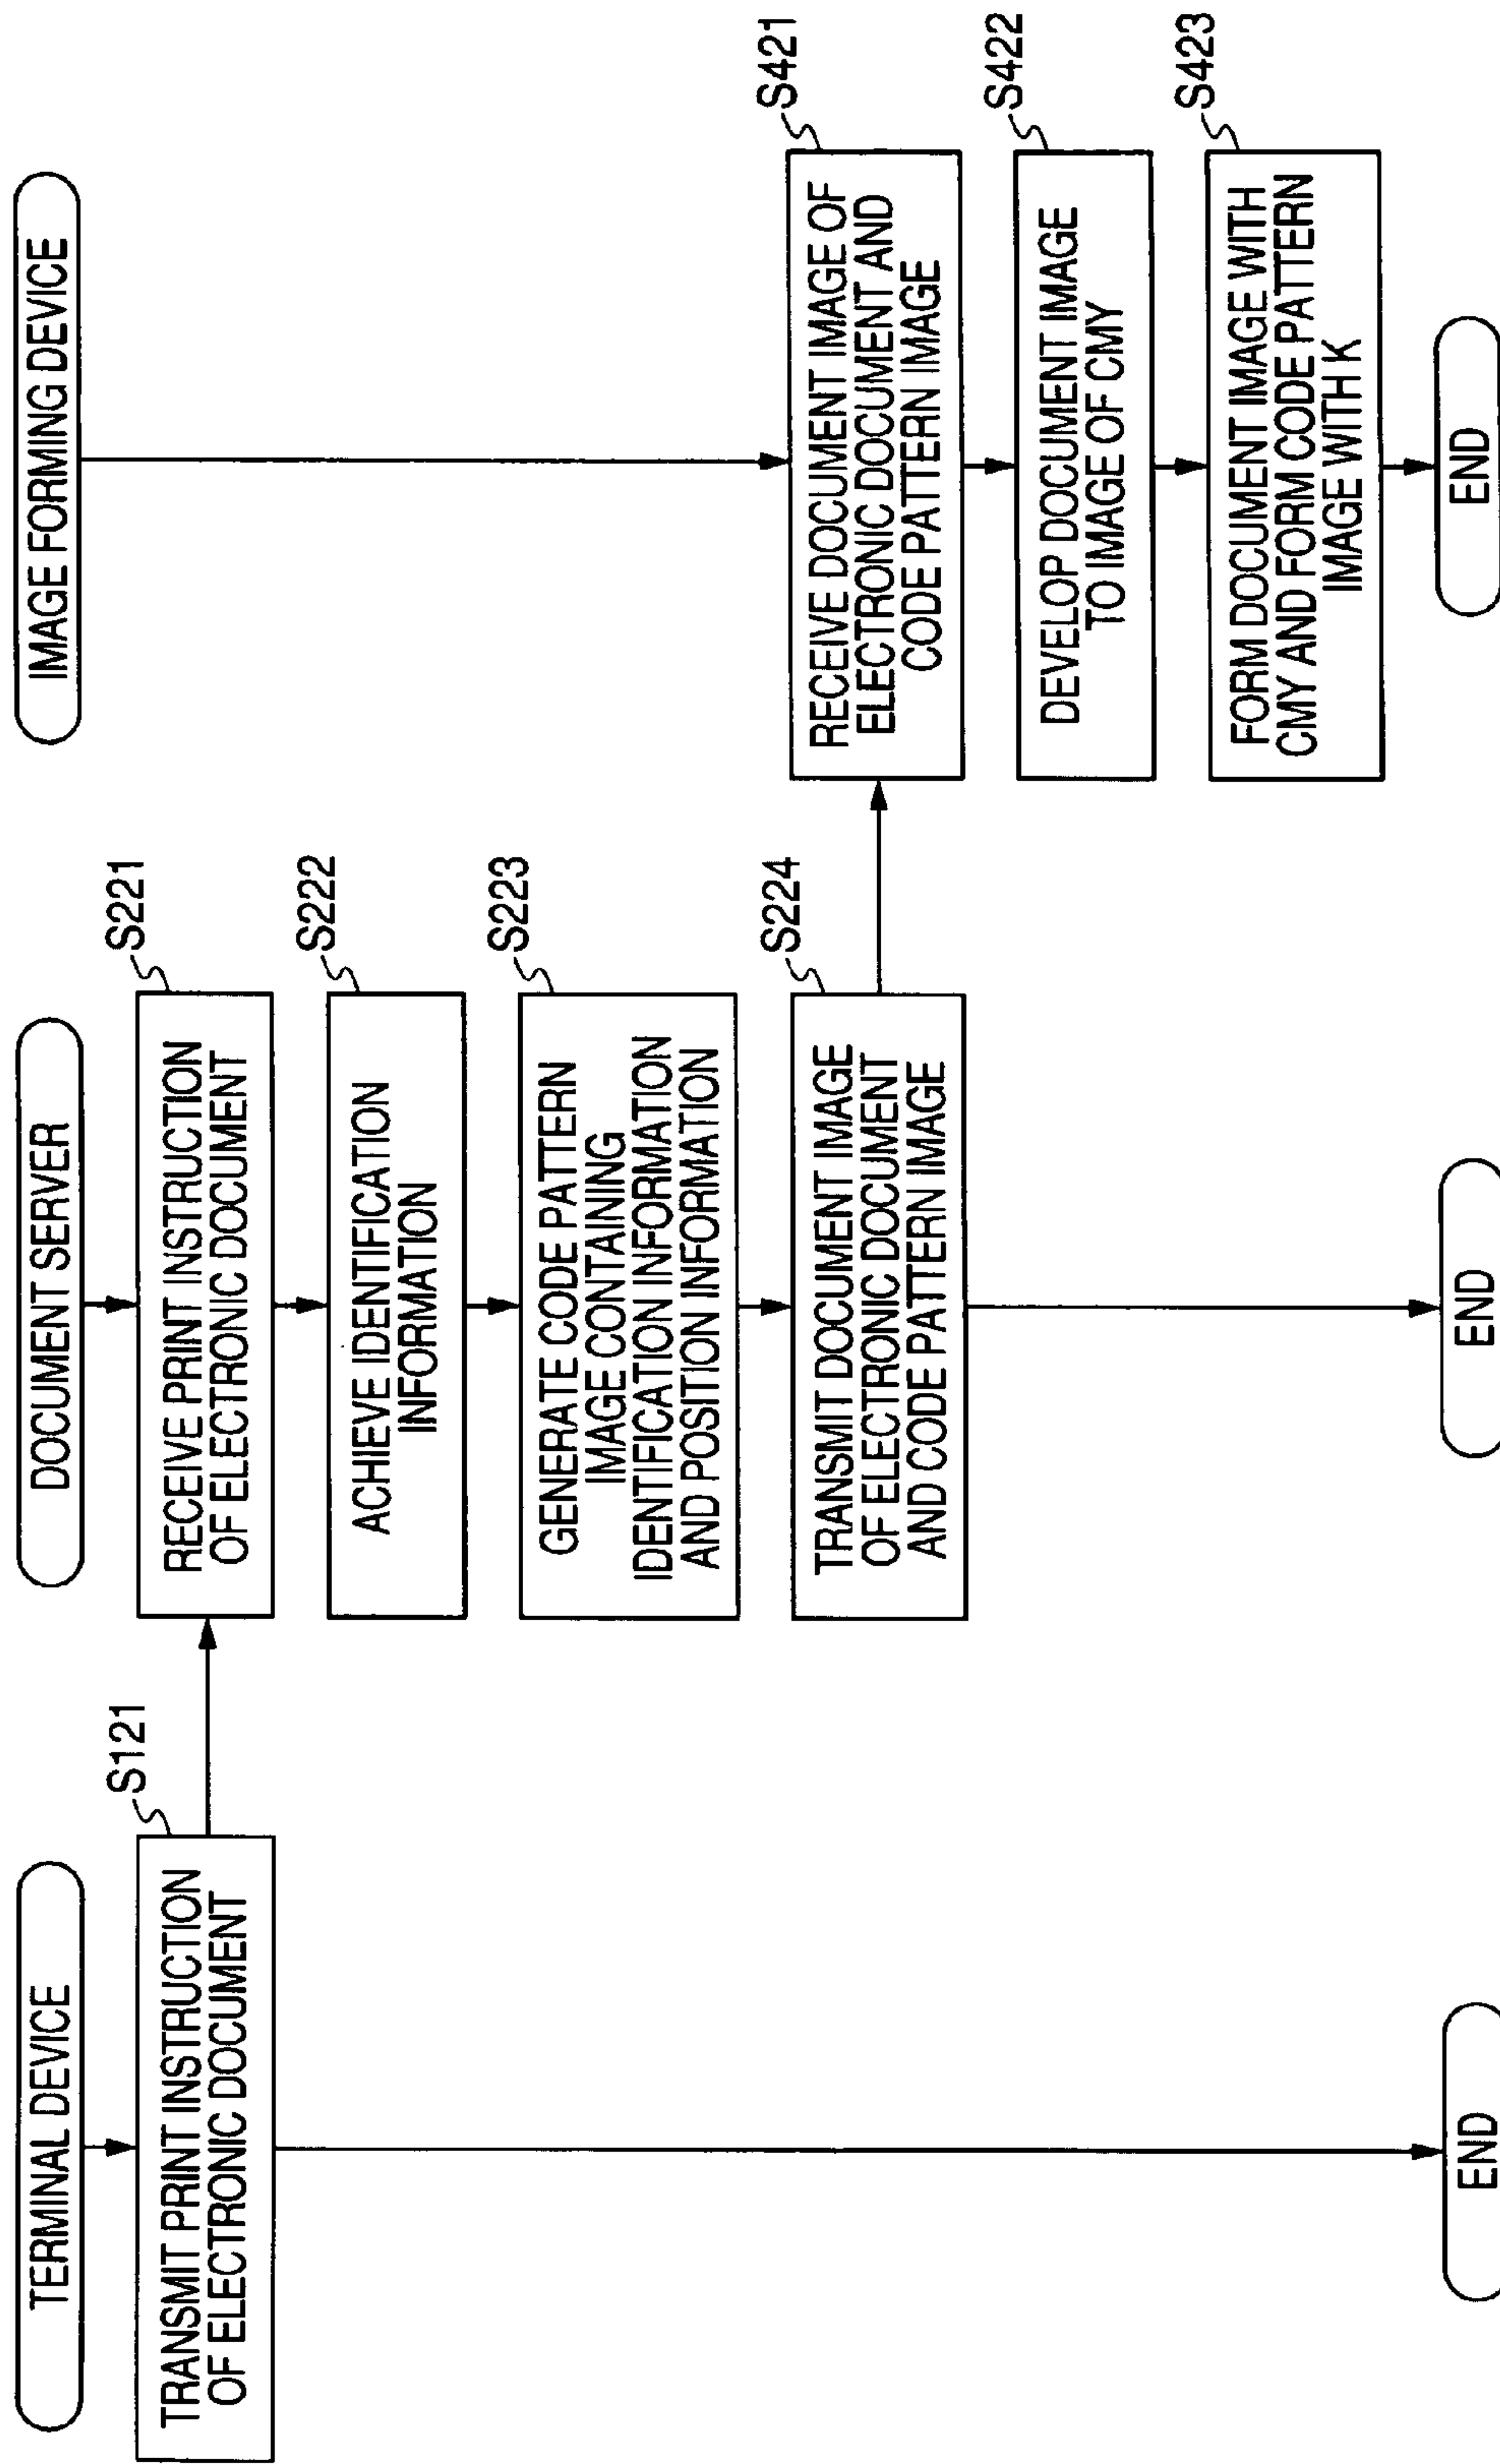 TERMINAL DEVICE
S121
TRANSMIT PRINT INSTRUCTION
OF ELECTRONIC DOCUMENT
END
DOCUMENT SERVER
S221
RECEIVE PRINT INSTRUCTION
OF ELECTRONIC DOCUMENT
S222
ACHIEVE IDENTIFICATION
INFORMATION
S223
GENERATE CODE PATTERN
IMAGE CONTAINING
IDENTIFICATION INFORMATION
AND POSITION INFORMATION
S224
TRANSMIT DOCUMENT IMAGE
OF ELECTRONIC DOCUMENT
AND CODE PATTERN IMAGE
END
IMAGE FORMING DEVICE
S421
RECEIVE DOCUMENT IMAGE OF
ELECTRONIC DOCUMENT AND
CODE PATTERN IMAGE
S422
DEVELOP DOCUMENT IMAGE
TO IMAGE OF CMY
S423
FORM DOCUMENT IMAGE WITH
CMY AND FORM CODE PATTERN
IMAGE WITH K
END